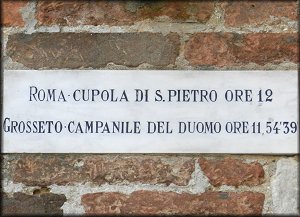 ROMA·CUPOLA DI S. PIETRO ORE 12
GROSSETO·CAMPANILE DEL DUOMO ORE 11,54'39